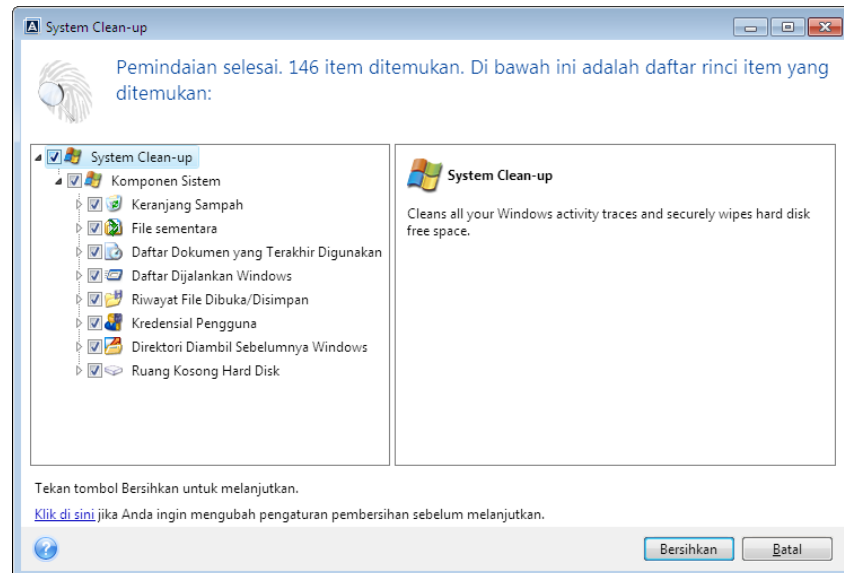 System Clean-up
Pemindaian selesai. 146 item ditemukan. Di bawah ini adalah daftar rinci item yang
ditemukan:
System Clean-up
Komponen Sistem
Keranjang Sampah
File sementara
Daftar Dokumen yang Terakhir Digunakan
Daftar Dijalankan Windows
Riwayat File Dibuka/Disimpan
Kredensial Pengguna
Direktori Diambil Sebelumnya Windows
Ruang Kosong Hard Disk
System Clean-up
Cleans all your Windows activity traces and securely wipes hard disk
free space.
Tekan tombol Bersihkan untuk melanjutkan.
Klik di sini jika Anda ingin mengubah pengaturan pembersihan sebelum melanjutkan.
Bersihkan
Batal